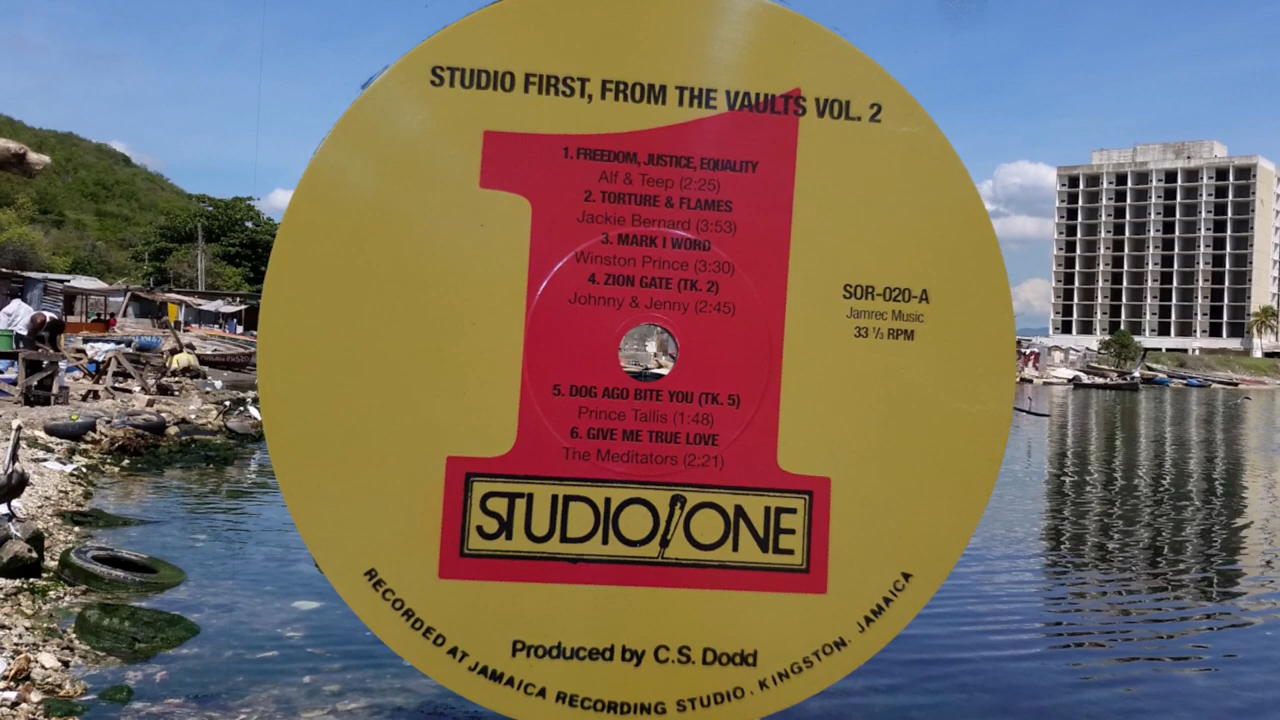 STUDIO FIRST, FROM THE VAULTS VOL. 2
1. FREEDOM, JUSTICE, EQUALITY
Alf & Teep (2:25)
2. TORTURE & FLAMES
Jackie Bernard (3:53)
3. MARK I WORD
Winston Prince (3:30)
4. ZION GATE (TK. 2)
Johnny & Jenny (2:45)
SOR-020-A
Jamrec Music
33 ⅓ RPM
5. DOG AGO BITE YOU (TK. 5)
Prince Tallis (1:48)
6. GIVE ME TRUE LOVE
The Meditators (2:21)
STUDIO ONE
Produced by C.S. Dodd
RECORDED AT JAMAICA RECORDING STUDIO. KINGSTON. JAMAICA